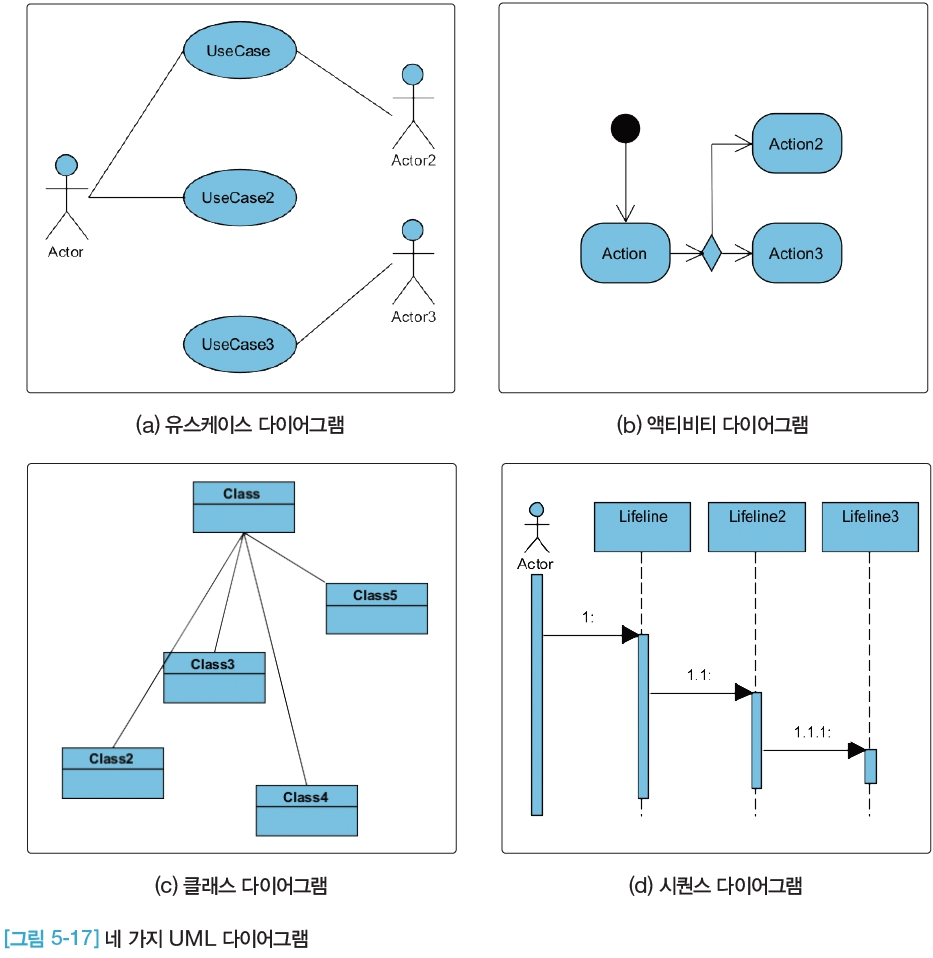 UseCase
Actor2
UseCase2
Actor
Actor3
UseCase3
(a) 유스케이스 다이어그램
Action2
Action
Action3
(b) 액티비티 다이어그램
Class
Class5
Class3
Class2
Class4
(c) 클래스 다이어그램
Lifeline
Lifeline2
Lifeline3
Actor
1:
1.1:
1.1.1:
(d) 시퀀스 다이어그램
[그림 5-17] 네 가지 UML 다이어그램